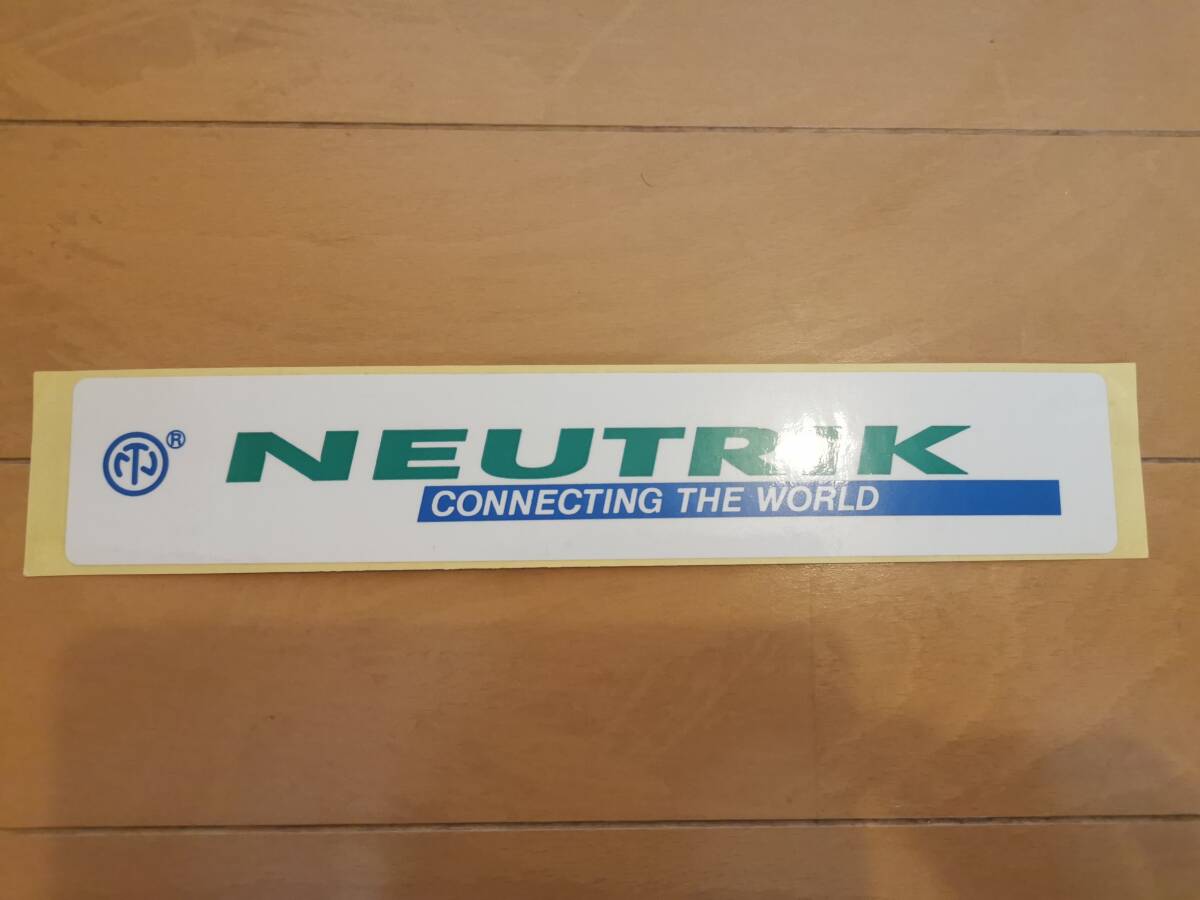 ® NEUTRIK
CONNECTING THE WORLD